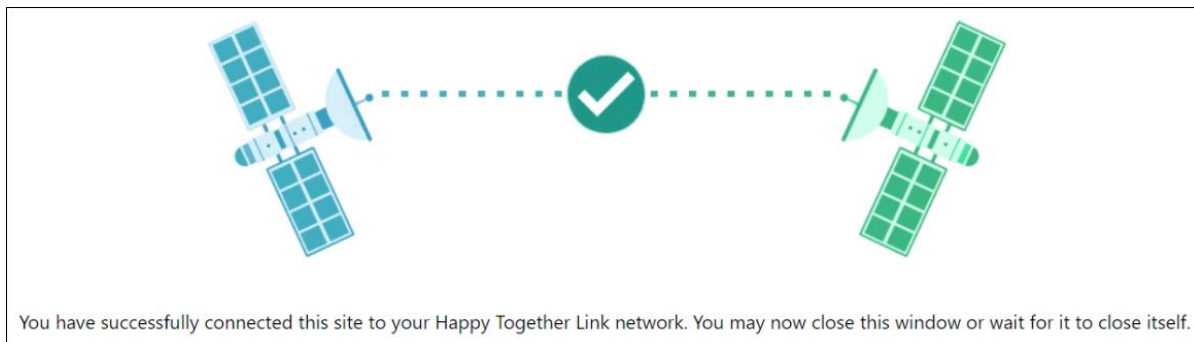 You have successfully connected this site to your Happy Together Link network. You may now close this window or wait for it to close itself.